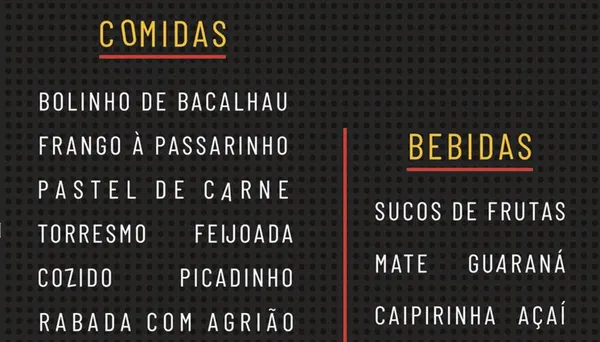 COMIDAS
BOLINHO DE BACALHAU
FRANGO À PASSARINHO
PASTEL DE CARNE
TORRESMO FEIJOADA
COZIDO PICADINHO
RABADA COM AGRIÃO
BEBIDAS
SUCOS DE FRUTAS
MATE GUARANÁ
CAIPIRINHA AÇAÍ